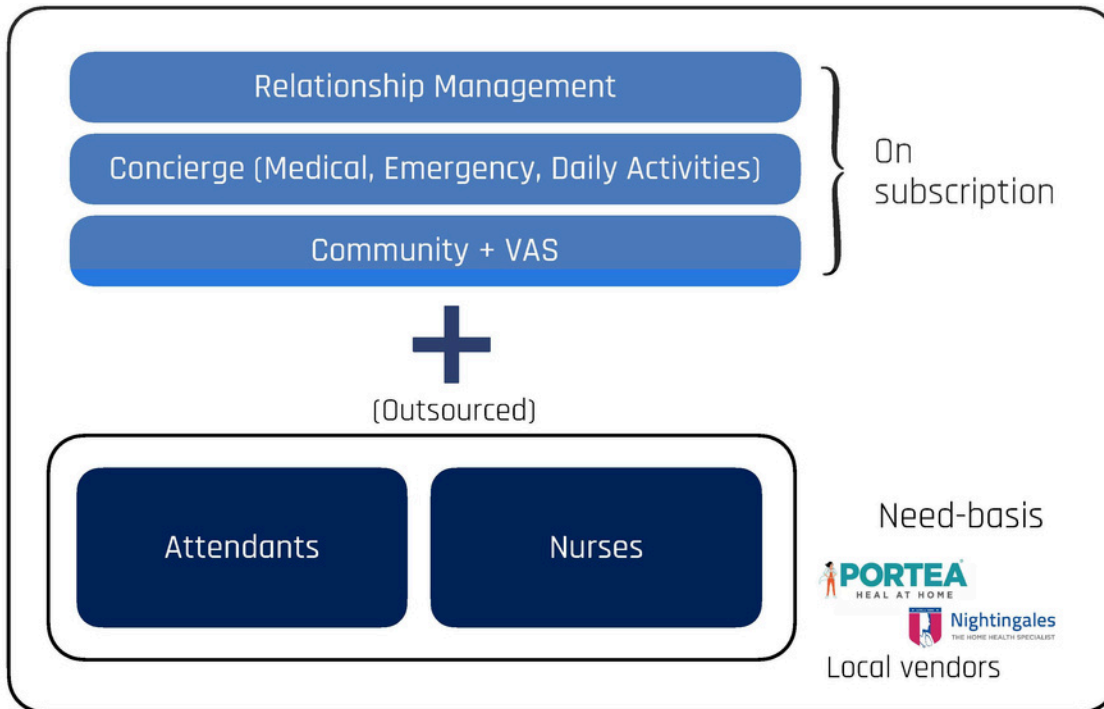 Relationship Management
Concierge (Medical, Emergency, Daily Activities)
On
subscription
Community + VAS
(Outsourced)
Attendants
Nurses
Need-basis
PORTEA
HEAL AT HOME
Nightingales
THE HOME HEALTH SPECIALIST
Local vendors